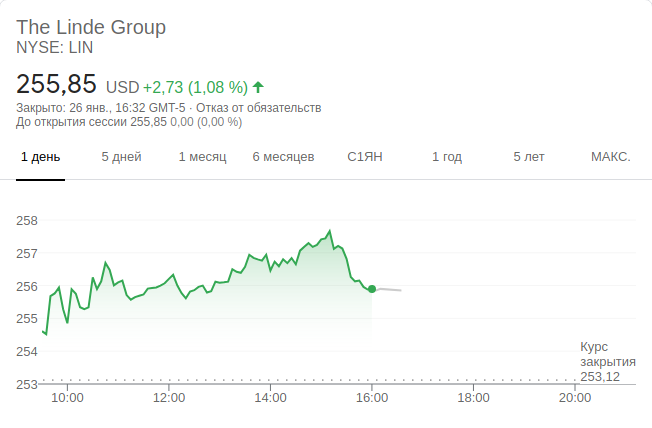 The Linde Group
NYSE: LIN
255,85 USD +2,73 (1,08 %)
Закрыто: 26 янв., 16:32 GMT-5 · Отказ от обязательств
До открытия сессии 255,85 0,00 (0,00 %)
1 день 5 дней 1 месяц 6 месяцев С1ЯН 1 год 5 лет МАКС.
258
257
256
255
254
Курс
закрытия
253,12
253
10:00 12:00 14:00 16:00 18:00 20:00